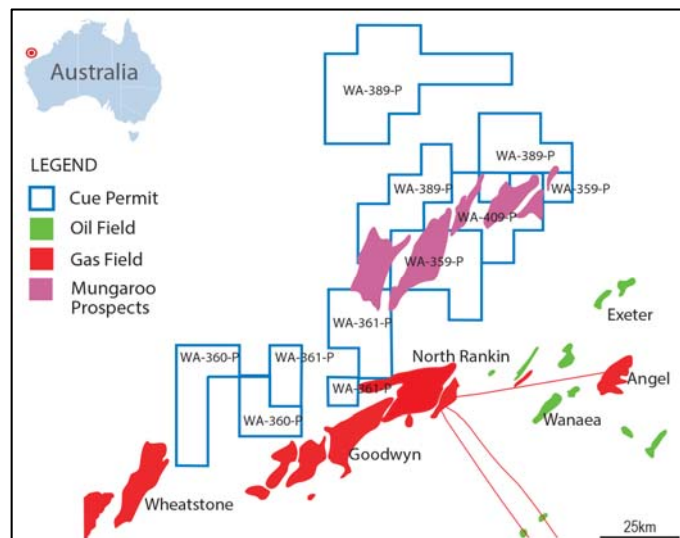 Australia
WA-389-P
LEGEND
Cue Permit
Oil Field
Gas Field
Mungaroo
Prospects
WA-389-P
WA-389-P
WA-359-P
WA-409-P
WA-359-P
WA-361-P
Exeter
WA-360-P
WA-361-P
North Rankin
WA-361-P
Angel
WA-360-P
Wanaea
Goodwyn
Wheatstone
25km